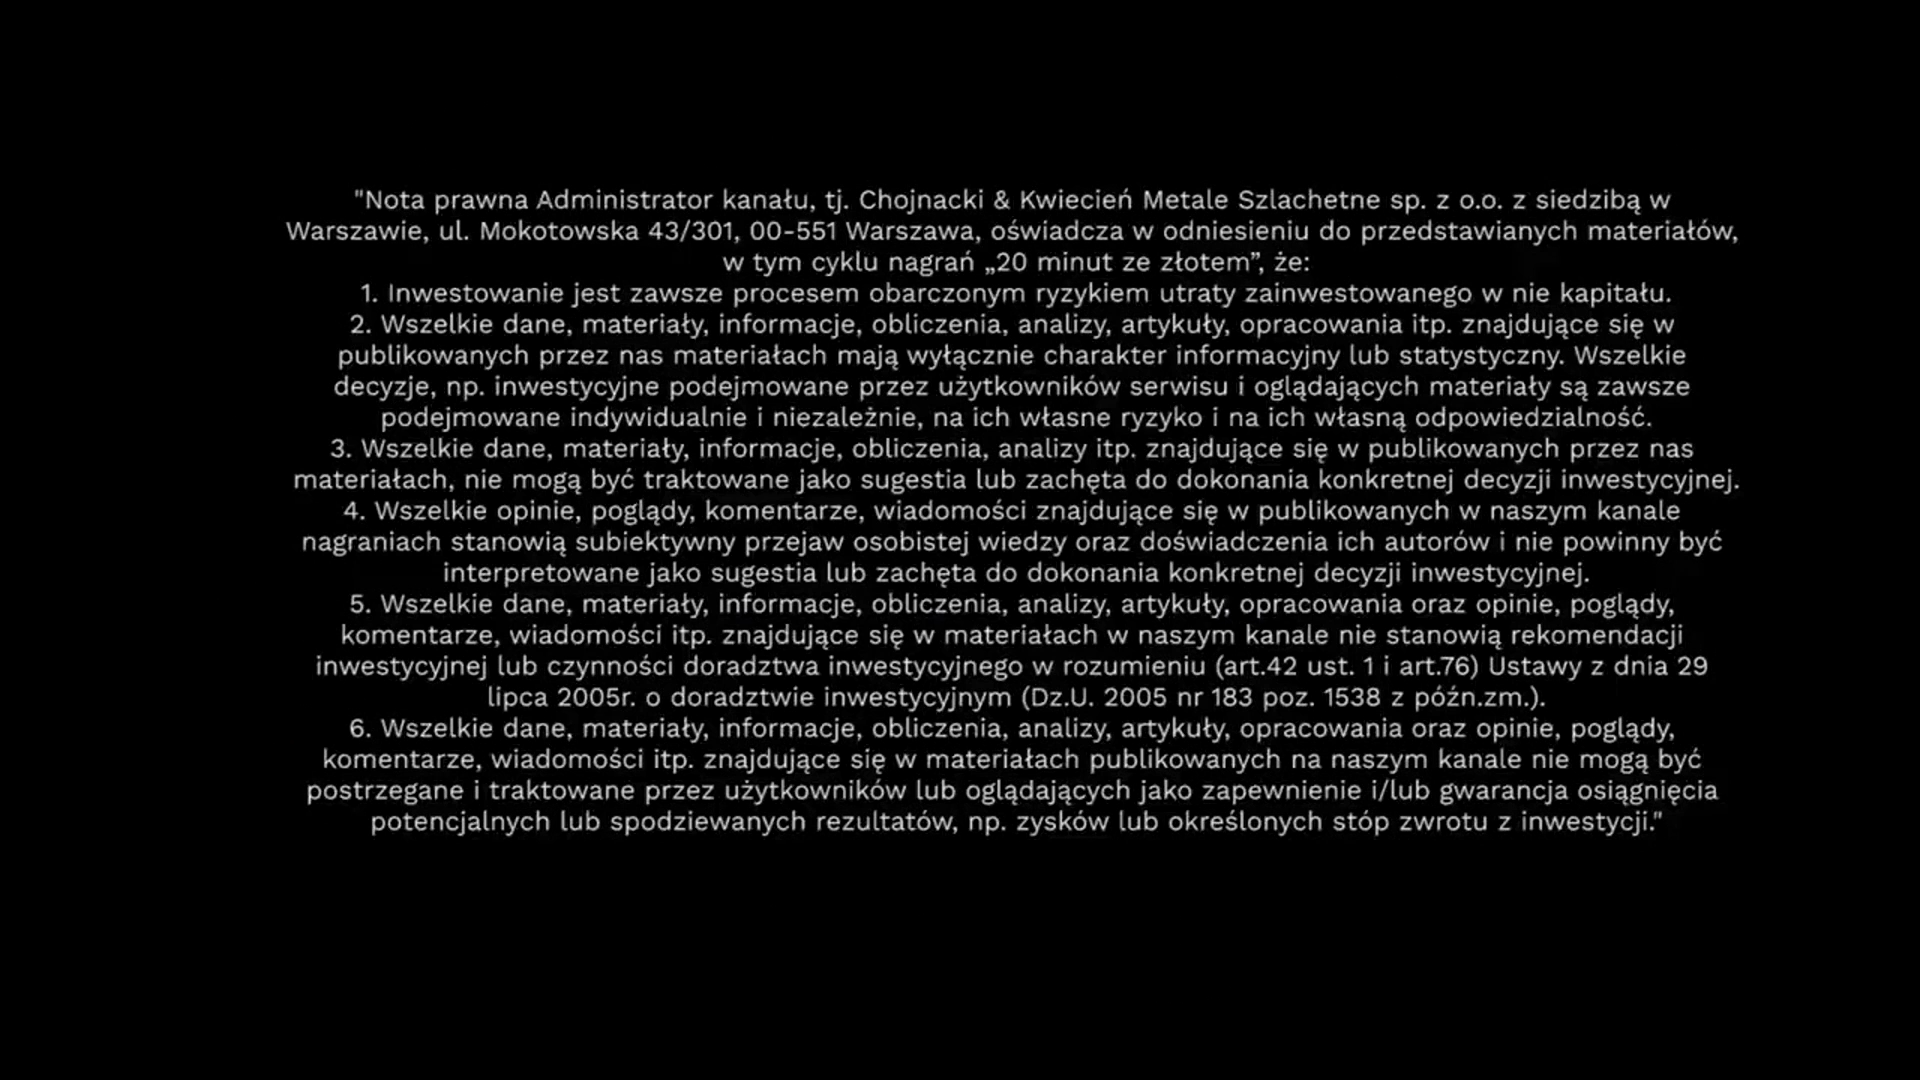 "Nota prawna Administrator kanału, tj. Chojnacki & Kwiecień Metale Szlachetne sp. z o.o. z siedzibą w
Warszawie, ul. Mokotowska 43/301, 00-551 Warszawa, oświadcza w odniesieniu do przedstawianych materiałów,
w tym cyklu nagrań „20 minut ze złotem”, że:
1. Inwestowanie jest zawsze procesem obarczonym ryzykiem utraty zainwestowanego w nie kapitału.
2. Wszelkie dane, materiały, informacje, obliczenia, analizy, artykuły, opracowania itp. znajdujące się w
publikowanych przez nas materiałach mają wyłącznie charakter informacyjny lub statystyczny. Wszelkie
decyzje, np. inwestycyjne podejmowane przez użytkowników serwisu i oglądających materiały są zawsze
podejmowane indywidualnie i niezależnie, na ich własne ryzyko i na ich własną odpowiedzialność.
3. Wszelkie dane, materiały, informacje, obliczenia, analizy itp. znajdujące się w publikowanych przez nas
materiałach, nie mogą być traktowane jako sugestia lub zachęta do dokonania konkretnej decyzji inwestycyjnej.
4. Wszelkie opinie, poglądy, komentarze, wiadomości znajdujące się w publikowanych w naszym kanale
nagraniach stanowią subiektywny przejaw osobistej wiedzy oraz doświadczenia ich autorów i nie powinny być
interpretowane jako sugestia lub zachęta do dokonania konkretnej decyzji inwestycyjnej.
5. Wszelkie dane, materiały, informacje, obliczenia, analizy, artykuły, opracowania oraz opinie, poglądy,
komentarze, wiadomości itp. znajdujące się w materiałach w naszym kanale nie stanowią rekomendacji
inwestycyjnej lub czynności doradztwa inwestycyjnego w rozumieniu (art.42 ust. 1 i art.76) Ustawy z dnia 29
lipca 2005r. o doradztwie inwestycyjnym (Dz.U. 2005 nr 183 poz. 1538 z późn.zm.).
6. Wszelkie dane, materiały, informacje, obliczenia, analizy, artykuły, opracowania oraz opinie, poglądy,
komentarze, wiadomości itp. znajdujące się w materiałach publikowanych na naszym kanale nie mogą być
postrzegane i traktowane przez użytkowników lub oglądających jako zapewnienie i/lub gwarancja osiągnięcia
potencjalnych lub spodziewanych rezultatów, np. zysków lub określonych stóp zwrotu z inwestycji."